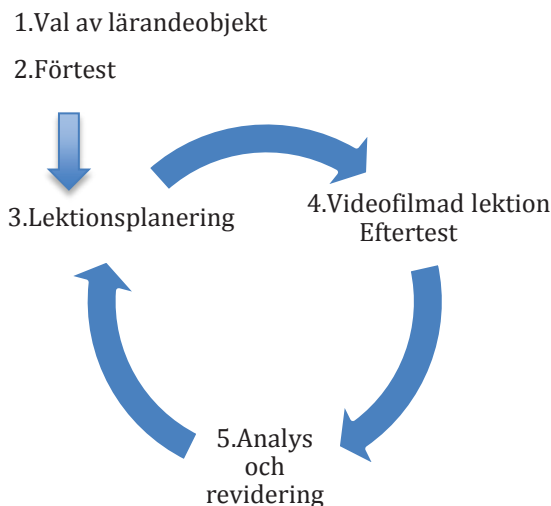 1.Val av lärandeobjekt
2.Förtest
3.Lektionsplanering
4.Videofilmad lektion
Eftertest
5.Analys
och
revidering